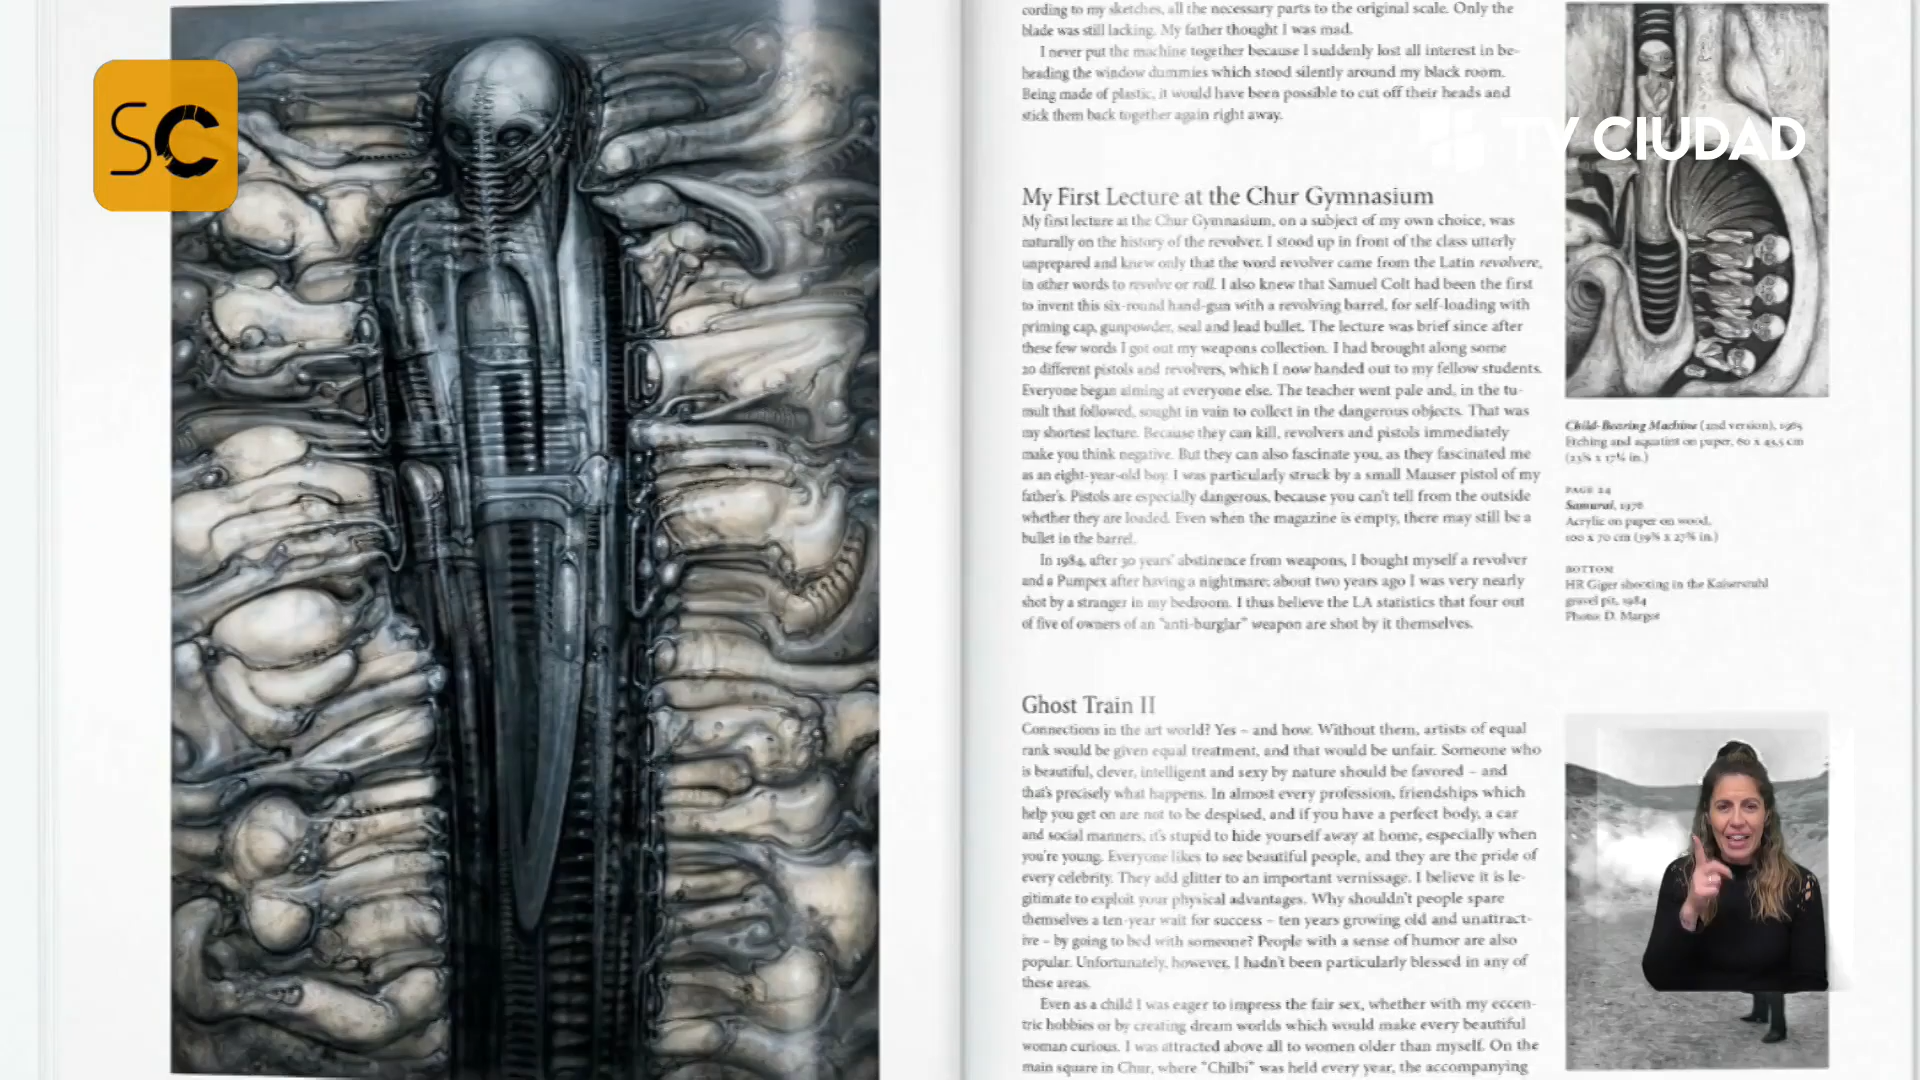 SC
TV CIUDAD
cording to my sketches, all the necessary parts to the original scale. Only the
blade was still lacking. My father thought I was mad.
I never put the machine together because I suddenly lost all interest in be-
heading the window dummies which stood silently around my black room.
Being made of plastic, it would have been possible to cut off their heads and
stick them back together again right away.
My First Lecture at the Chur Gymnasium
My first lecture at the Chur Gymnasium, on a subject of my own choice, was
naturally on the history of the revolver. I stood up in front of the class utterly
unprepared and knew only that the word revolver came from the Latin revolvere,
in other words to revolve or roll. I also knew that Samuel Colt had been the first
to invent this six-round hand-gun with a revolving barrel, for self-loading with
priming cap, gunpowder, seal and lead bullet. The lecture was brief since after
these few words I got out my weapons collection. I had brought along some
20 different pistols and revolvers, which I now handed out to my fellow students.
Everyone began aiming at everyone else. The teacher went pale and, in the tu-
mult that followed, sought in vain to collect in the dangerous objects. That was
my shortest lecture. Because they can kill, revolvers and pistols immediately
make you think negative. But they can also fascinate you, as they fascinated me
as an eight-year-old boy. I was particularly struck by a small Mauser pistol of my
father's. Pistols are especially dangerous, because you can't tell from the outside
whether they are loaded. Even when the magazine is empty, there may still be a
bullet in the barrel.
In 1984, after 30 years' abstinence from weapons, I bought myself a revolver
and a Pumpex after having a nightmare; about two years ago I was very nearly
shot by a stranger in my bedroom. I thus believe the LA statistics that four out
of five of owners of an "anti-burglar" weapon are shot by it themselves.
Ghost Train II
Connections in the art world? Yes – and how. Without them, artists of equal
rank would be given equal treatment, and that would be unfair. Someone who
is beautiful, clever, intelligent and sexy by nature should be favored – and
that's precisely what happens. In almost every profession, friendships which
help you get on are not to be despised, and if you have a perfect body, a car
and social manners, it's stupid to hide yourself away at home, especially when
you're young. Everyone likes to see beautiful people, and they are the pride of
every celebrity. They add glitter to an important vernissage. I believe it is le-
gitimate to exploit your physical advantages. Why shouldn't people spare
themselves a ten-year wait for success – ten years growing old and unattract-
ive – by going to bed with someone? People with a sense of humor are also
popular. Unfortunately, however, I hadn't been particularly blessed in any of
these areas.
Even as a child I was eager to impress the fair sex, whether with my eccen-
tric hobbies or by creating dream worlds which would make every beautiful
woman curious. I was attracted above all to women older than myself. On the
main square in Chur, where "Chilbi" was held every year, the accompanying
Child-Bearing Machine (2nd version),
Etching and aquatint on paper, 60 x 43.5 cm
PAGE 24
Samurai, 1970
Acrylic on paper on wood,
100 x 70 cm
BOTTOM
HR Giger shooting in the Kaiserstuhl
gravel pit, 1984
Photo: D. Margot